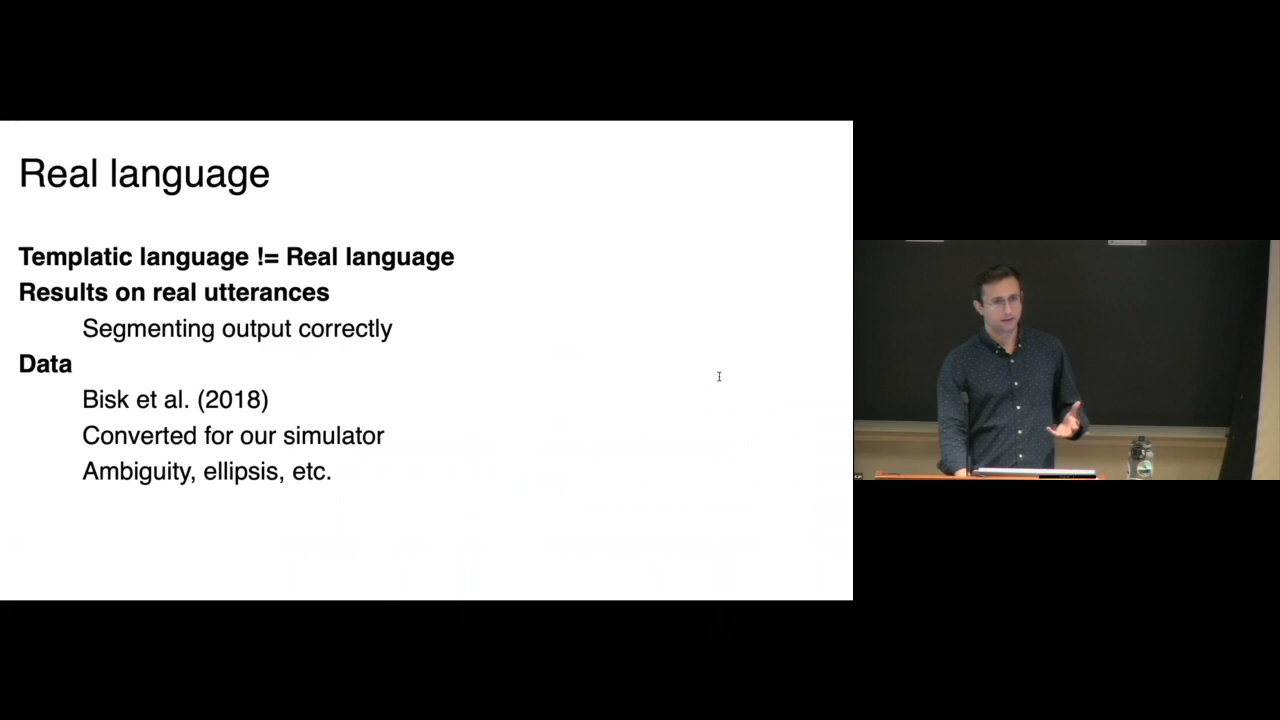 Real language
Templatic language != Real language
Results on real utterances
Segmenting output correctly
Data
Bisk et al. (2018)
Converted for our simulator
Ambiguity, ellipsis, etc.